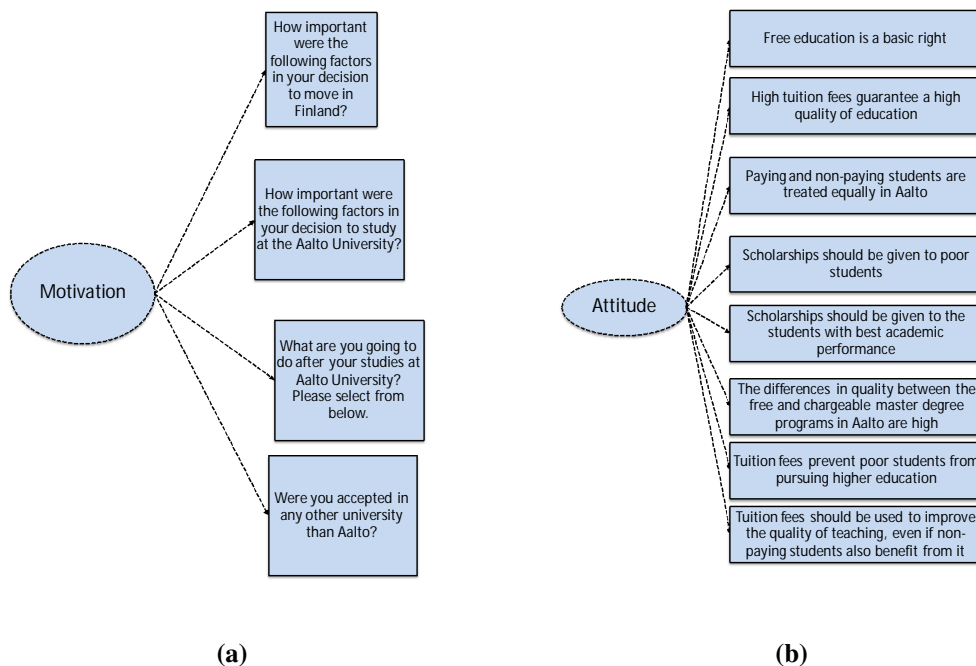 How important
were the
following factors
in your decision
to move in
Finland?
How important were
the following factors in
your decision to study
at the Aalto University?
Motivation
What are you going to
do after your studies at
Aalto University?
Please select from
below.
Were you accepted in
any other university
than Aalto?
(a)
Free education is a basic right
High tuition fees guarantee a high
quality of education
Paying and non-paying students are
treated equally in Aalto
Scholarships should be given to poor
students
Attitude
Scholarships should be given to the
students with best academic
performance
The differences in quality between the
free and chargeable master degree
programs in Aalto are high
Tuition fees prevent poor students from
pursuing higher education
Tuition fees should be used to improve
the quality of teaching, even if non-
paying students also benefit from it
(b)